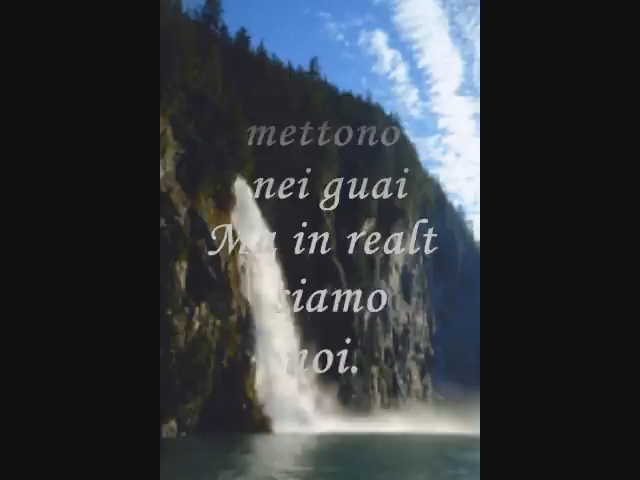 mettono
nei guai
Ma in realt
siamo
noi.